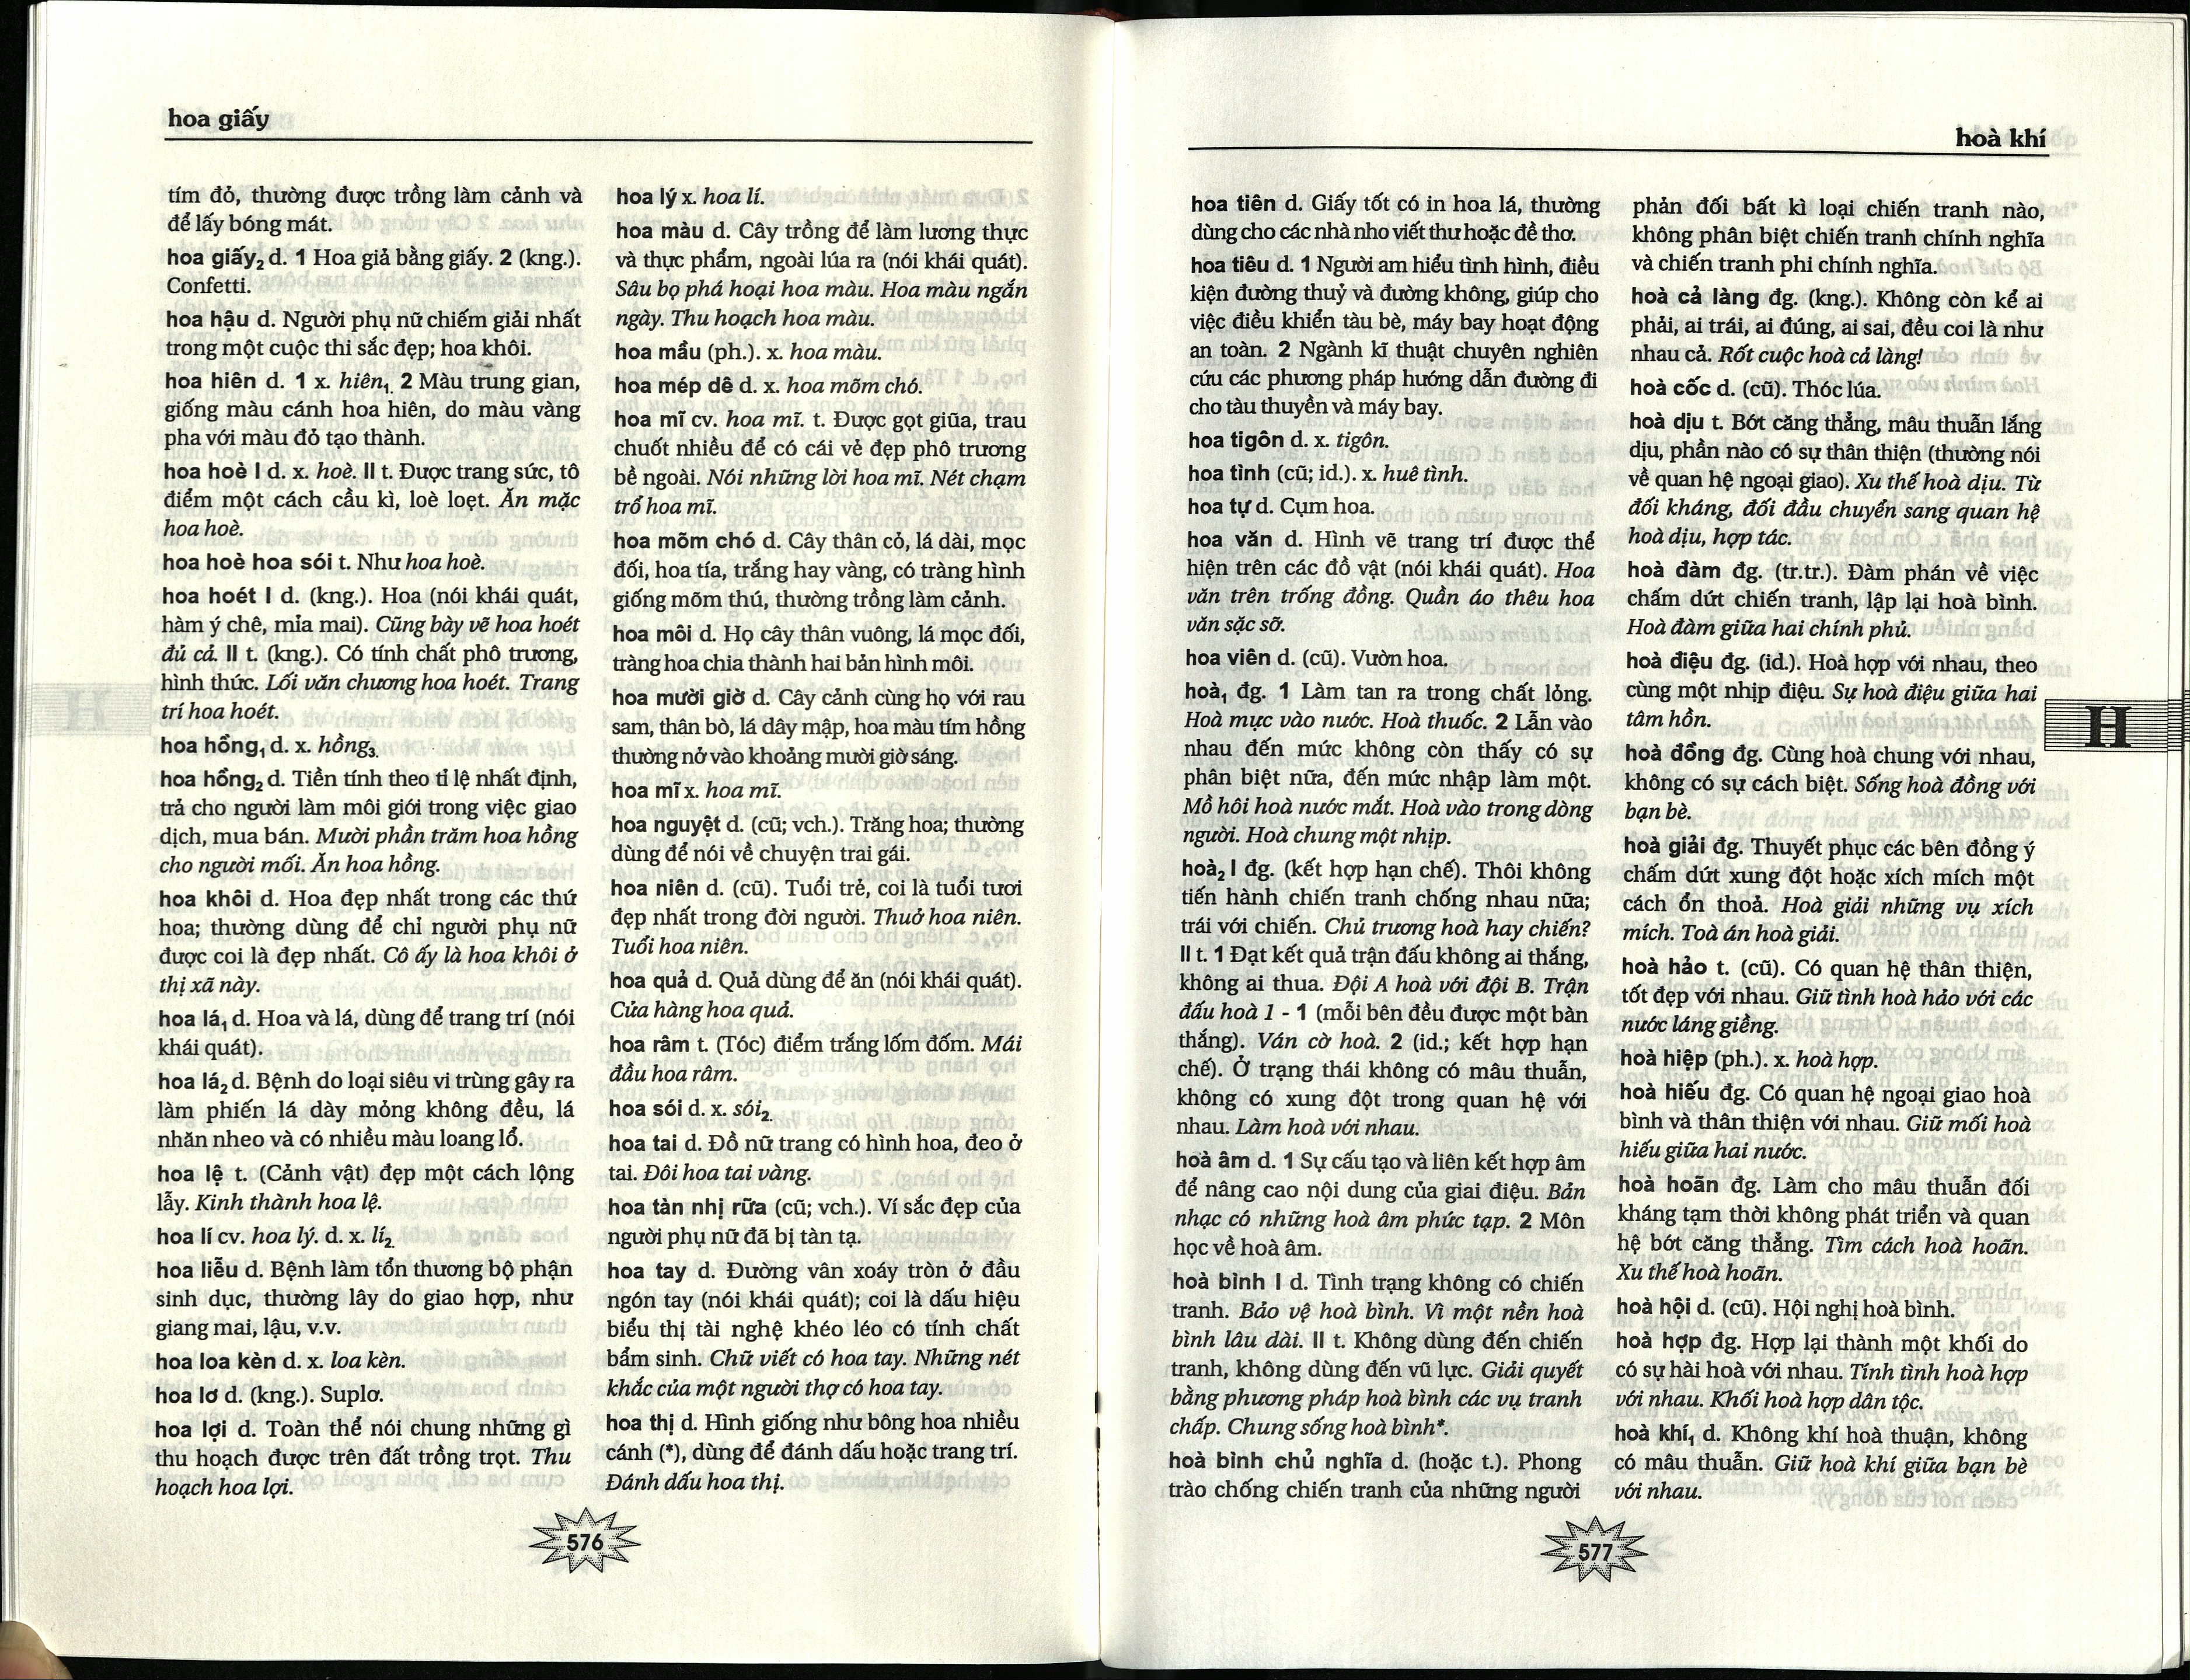 hoa giấy
tím đỏ, thường được trồng làm cảnh và
để lấy bóng mát.
hoa giấy₂ d. 1 Hoa giả bằng giấy. 2 (kng.).
Confetti.
hoa hậu d. Người phụ nữ chiếm giải nhất
trong một cuộc thi sắc đẹp; hoa khôi.
hoa hiên d. 1 x. hiên₁. 2 Màu trung gian,
giống màu cánh hoa hiên, do màu vàng
pha với màu đỏ tạo thành.
hoa hoè I d. x. hoè. II t. Được trang sức, tô
điểm một cách cầu kì, loè loẹt. Ăn mặc
hoa hoè.
hoa hoè hoa sói t. Như hoa hoè.
hoa hoét I d. (kng.). Hoa (nói khái quát,
hàm ý chê, mỉa mai). Cũng bày vẽ hoa hoét
đủ cả. II t. (kng.). Có tính chất phô trương,
hình thức. Lối văn chương hoa hoét. Trang
trí hoa hoét.
hoa hồng₁ d. x. hồng₃.
hoa hồng₂ d. Tiền tính theo tỉ lệ nhất định,
trả cho người làm môi giới trong việc giao
dịch, mua bán. Mười phần trăm hoa hồng
cho người mối. Ăn hoa hồng.
hoa khôi d. Hoa đẹp nhất trong các thứ
hoa; thường dùng để chỉ người phụ nữ
được coi là đẹp nhất. Cô ấy là hoa khôi ở
thị xã này.
hoa lá₁ d. Hoa và lá, dùng để trang trí (nói
khái quát).
hoa lá₂ d. Bệnh do loại siêu vi trùng gây ra
làm phiến lá dày mỏng không đều, lá
nhăn nheo và có nhiều màu loang lổ.
hoa lệ t. (Cảnh vật) đẹp một cách lộng
lẫy. Kinh thành hoa lệ.
hoa lí cv. hoa lý. d. x. lí₂.
hoa liễu d. Bệnh làm tổn thương bộ phận
sinh dục, thường lây do giao hợp, như
giang mai, lậu, v.v.
hoa loa kèn d. x. loa kèn.
hoa lơ d. (kng.). Suplơ.
hoa lợi d. Toàn thể nói chung những gì
thu hoạch được trên đất trồng trọt. Thu
hoạch hoa lợi.
hoa lý x. hoa lí.
hoa màu d. Cây trồng để làm lương thực
và thực phẩm, ngoài lúa ra (nói khái quát).
Sâu bọ phá hoại hoa màu. Hoa màu ngắn
ngày. Thu hoạch hoa màu.
hoa mầu (ph.). x. hoa màu.
hoa mép dê d. x. hoa mõm chó.
hoa mĩ cv. hoa mĩ. t. Được gọt giũa, trau
chuốt nhiều để có cái vẻ đẹp phô trương
bề ngoài. Nói những lời hoa mĩ. Nét chạm
trổ hoa mĩ.
hoa mõm chó d. Cây thân cỏ, lá dài, mọc
đối, hoa tía, trắng hay vàng, có tràng hình
giống mõm thú, thường trồng làm cảnh.
hoa môi d. Họ cây thân vuông, lá mọc đối,
tràng hoa chia thành hai bản hình môi.
hoa mười giờ d. Cây cảnh cùng họ với rau
sam, thân bò, lá dây mập, hoa màu tím hồng
thường nở vào khoảng mười giờ sáng.
hoa mĩ x. hoa mĩ.
hoa nguyệt d. (cũ; vch.). Trăng hoa; thường
dùng để nói về chuyện trai gái.
hoa niên d. (cũ). Tuổi trẻ, coi là tuổi tươi
đẹp nhất trong đời người. Thuở hoa niên.
Tuổi hoa niên.
hoa quả d. Quả dùng để ăn (nói khái quát).
Cửa hàng hoa quả.
hoa râm t. (Tóc) điểm trắng lốm đốm. Mái
đầu hoa râm.
hoa sói d. x. sói₂.
hoa tai d. Đồ nữ trang có hình hoa, đeo ở
tai. Đôi hoa tai vàng.
hoa tàn nhị rữa (cũ; vch.). Ví sắc đẹp của
người phụ nữ đã bị tàn tạ.
hoa tay d. Đường vân xoáy tròn ở đầu
ngón tay (nói khái quát); coi là dấu hiệu
biểu thị tài nghệ khéo léo có tính chất
bẩm sinh. Chữ viết có hoa tay. Những nét
khắc của một người thợ có hoa tay.
hoa thị d. Hình giống như bông hoa nhiều
cánh (*), dùng để đánh dấu hoặc trang trí.
Đánh dấu hoa thị.
576
hoà khí
hoa tiên d. Giấy tốt có in hoa lá, thường
dùng cho các nhà nho viết thư hoặc đề thơ.
hoa tiêu d. 1 Người am hiểu tình hình, điều
kiện đường thuỷ và đường không, giúp cho
việc điều khiển tàu bè, máy bay hoạt động
an toàn. 2 Ngành kĩ thuật chuyên nghiên
cứu các phương pháp hướng dẫn đường đi
cho tàu thuyền và máy bay.
hoa tigôn d. x. tigôn.
hoa tình (cũ; id.). x. huê tình.
hoa tự d. Cụm hoa.
hoa văn d. Hình vẽ trang trí được thể
hiện trên các đồ vật (nói khái quát). Hoa
văn trên trống đồng. Quần áo thêu hoa
văn sặc sỡ.
hoa viên d. (cũ). Vườn hoa.
hoà₁ đg. 1 Làm tan ra trong chất lỏng.
Hoà mực vào nước. Hoà thuốc. 2 Lẫn vào
nhau đến mức không còn thấy có sự
phân biệt nữa, đến mức nhập làm một.
Mồ hôi hoà nước mắt. Hoà vào trong dòng
người. Hoà chung một nhịp.
hoà₂ I đg. (kết hợp hạn chế). Thôi không
tiến hành chiến tranh chống nhau nữa;
trái với chiến. Chủ trương hoà hay chiến?
II t. 1 Đạt kết quả trận đấu không ai thắng,
không ai thua. Đội A hoà với đội B. Trận
đấu hoà 1 - 1 (mỗi bên đều được một bàn
thắng). Ván cờ hoà. 2 (id.; kết hợp hạn
chế). Ở trạng thái không có mâu thuẫn,
không có xung đột trong quan hệ với
nhau. Làm hoà với nhau.
hoà âm d. 1 Sự cấu tạo và liên kết hợp âm
để nâng cao nội dung của giai điệu. Bản
nhạc có những hoà âm phức tạp. 2 Môn
học về hoà âm.
hoà bình I d. Tình trạng không có chiến
tranh. Bảo vệ hoà bình. Vì một nền hoà
bình lâu dài. II t. Không dùng đến chiến
tranh, không dùng đến vũ lực. Giải quyết
bằng phương pháp hoà bình các vụ tranh
chấp. Chung sống hoà bình*.
hoà bình chủ nghĩa d. (hoặc t.). Phong
trào chống chiến tranh của những người
phản đối bất kì loại chiến tranh nào,
không phân biệt chiến tranh chính nghĩa
và chiến tranh phi chính nghĩa.
hoà cả làng đg. (kng.). Không còn kể ai
phải, ai trái, ai đúng, ai sai, đều coi là như
nhau cả. Rốt cuộc hoà cả làng!
hoà cốc d. (cũ). Thóc lúa.
hoà dịu t. Bớt căng thẳng, mâu thuẫn lắng
dịu, phần nào có sự thân thiện (thường nói
về quan hệ ngoại giao). Xu thế hoà dịu. Từ
đối kháng, đối đầu chuyển sang quan hệ
hoà dịu, hợp tác.
hoà đàm đg. (tr.tr.). Đàm phán về việc
chấm dứt chiến tranh, lập lại hoà bình.
Hoà đàm giữa hai chính phủ.
hoà điệu đg. (id.). Hoà hợp với nhau, theo
cùng một nhịp điệu. Sự hoà điệu giữa hai
tâm hồn.
hoà đồng đg. Cùng hoà chung với nhau,
không có sự cách biệt. Sống hoà đồng với
bạn bè.
hoà giải đg. Thuyết phục các bên đồng ý
chấm dứt xung đột hoặc xích mích một
cách ổn thoả. Hoà giải những vụ xích
mích. Toà án hoà giải.
hoà hảo t. (cũ). Có quan hệ thân thiện,
tốt đẹp với nhau. Giữ tình hoà hảo với các
nước láng giềng.
hoà hiệp (ph.). x. hoà hợp.
hoà hiếu đg. Có quan hệ ngoại giao hoà
bình và thân thiện với nhau. Giữ mối hoà
hiếu giữa hai nước.
hoà hoãn đg. Làm cho mâu thuẫn đối
kháng tạm thời không phát triển và quan
hệ bớt căng thẳng. Tìm cách hoà hoãn.
Xu thế hoà hoãn.
hoà hội d. (cũ). Hội nghị hoà bình.
hoà hợp đg. Hợp lại thành một khối do
có sự hài hoà với nhau. Tính tình hoà hợp
với nhau. Khối hoà hợp dân tộc.
hoà khí₁ d. Không khí hoà thuận, không
có mâu thuẫn. Giữ hoà khí giữa bạn bè
với nhau.
H
577